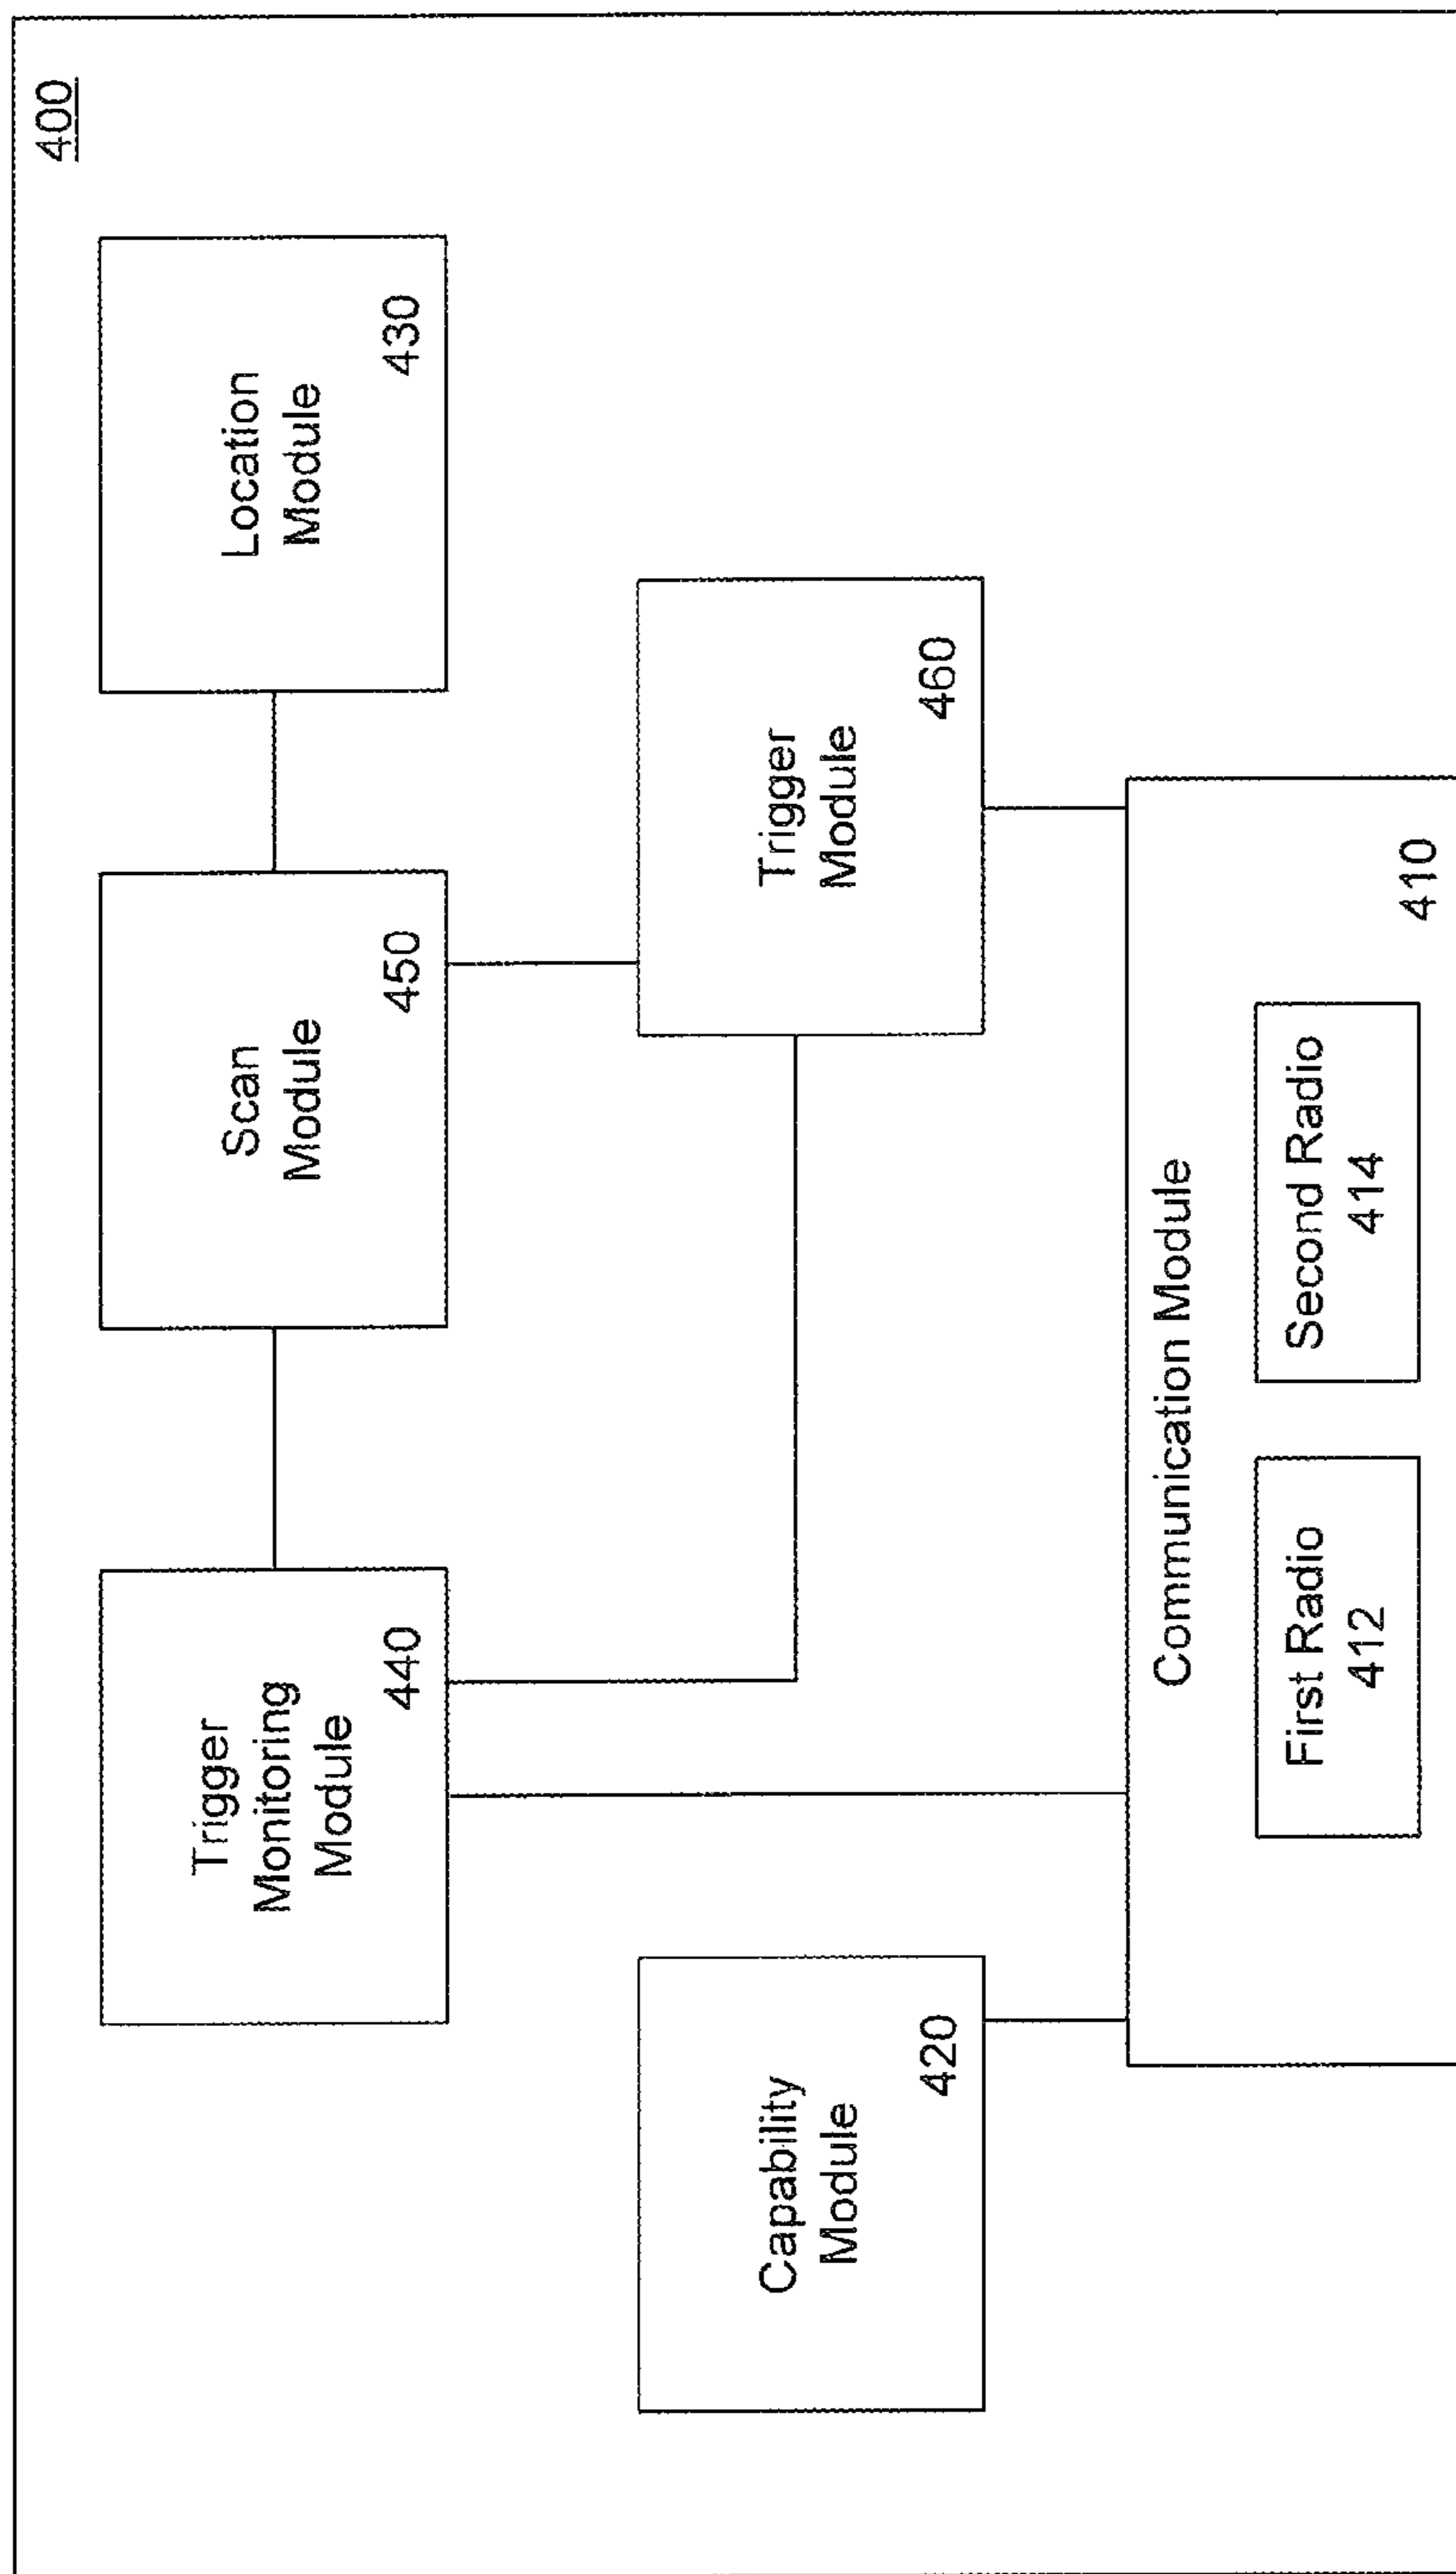 400
Trigger
Monitoring
Module
440
Scan
Module
450
Location
Module
430
Capability
Module
420
Trigger
Module
460
Communication Module
First Radio
412
Second Radio
414
410